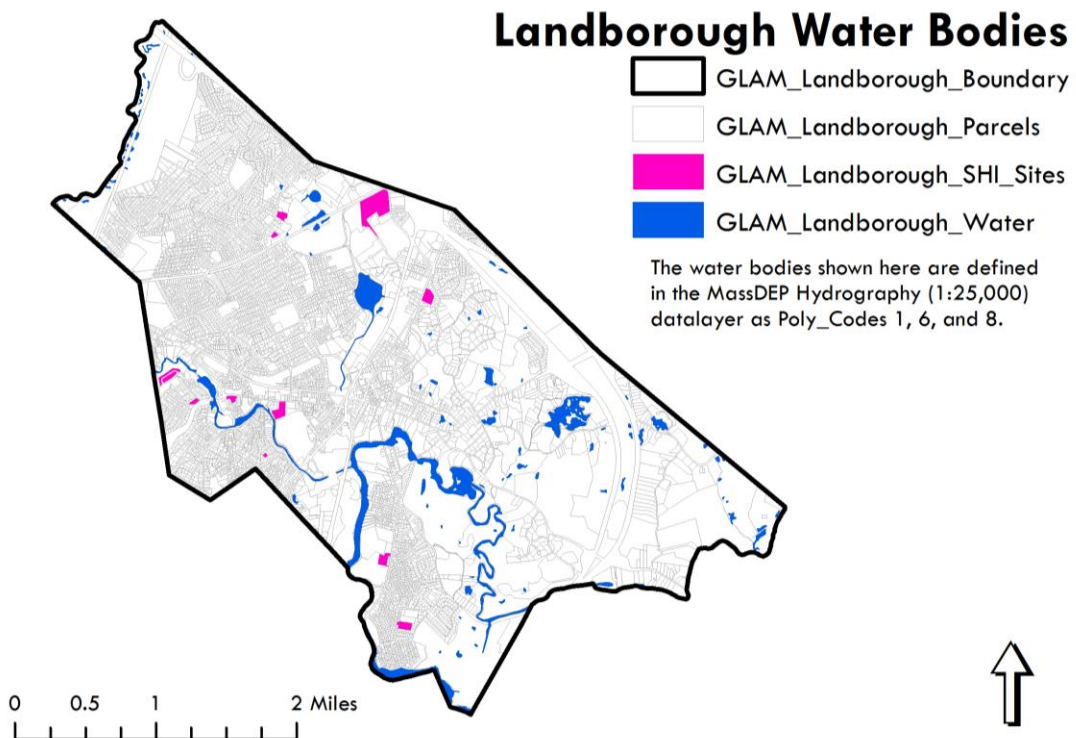 Landborough Water Bodies
GLAM_Landborough_Boundary
GLAM_Landborough_Parcels
GLAM_Landborough_SHI_Sites
GLAM_Landborough_Water
The water bodies shown here are defined
in the MassDEP Hydrography (1:25,000)
datalayer as Poly_Codes 1, 6, and 8.
0 0.5 1 2 Miles